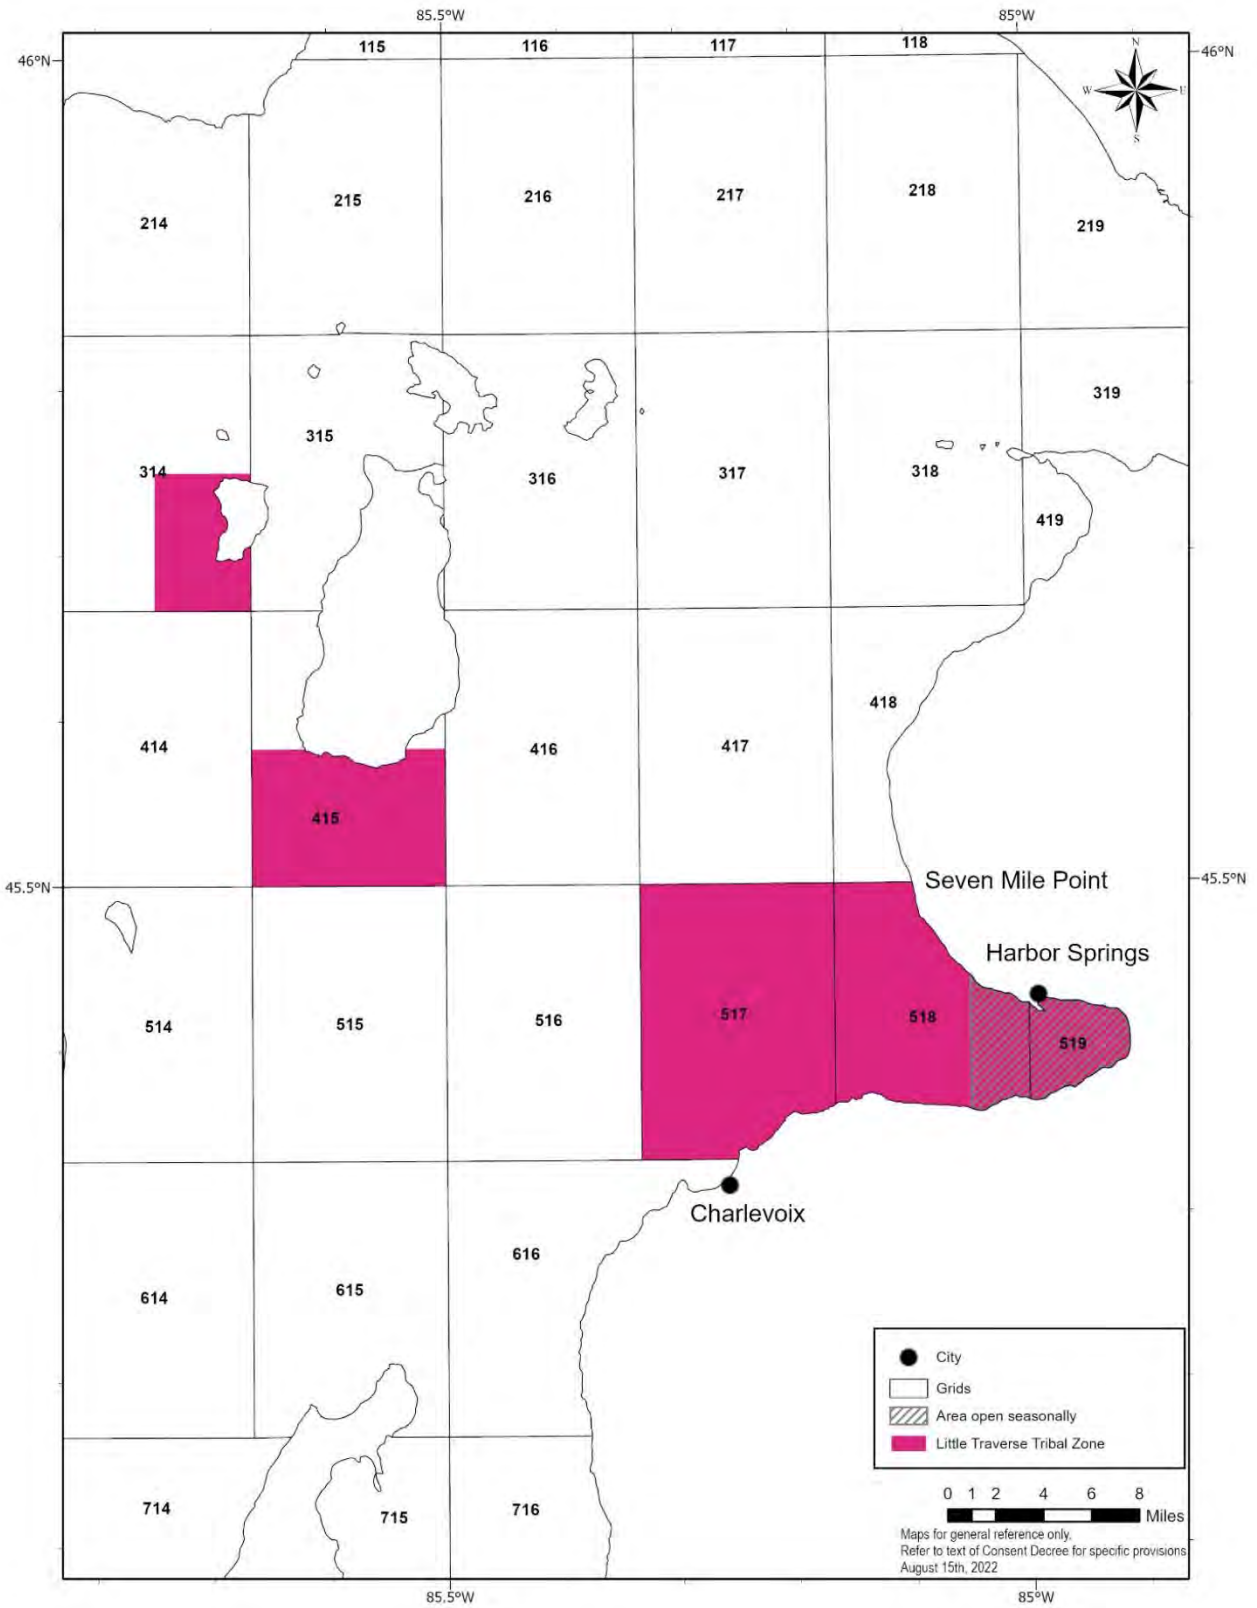 85.5°W 85°W
115 116 117 118
46°N 46°N
N
W U
S
214 215 216 217 218 219
314 315 316 317 318 319
419
414 415 416 417 418
45.5°N 45.5°N
Seven Mile Point
Harbor Springs
514 515 516 517 518 519
Charlevoix
614 615 616
714 715 716
City
Grids
Area open seasonally
Little Traverse Tribal Zone
0 1 2 4 6 8
Miles
Maps for general reference only.
Refer to text of Consent Decree for specific provisions
August 15th, 2022
85.5°W 85°W